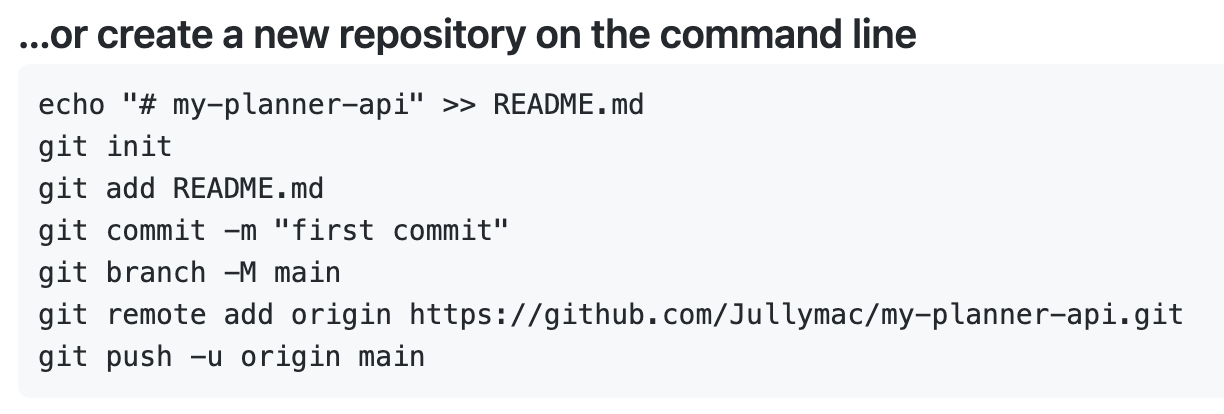 ...or create a new repository on the command line
echo "# my-planner-api" >> README.md
git init
git add README.md
git commit -m "first commit"
git branch -M main
git remote add origin https://github.com/Jullymac/my-planner-api.git
git push -u origin main